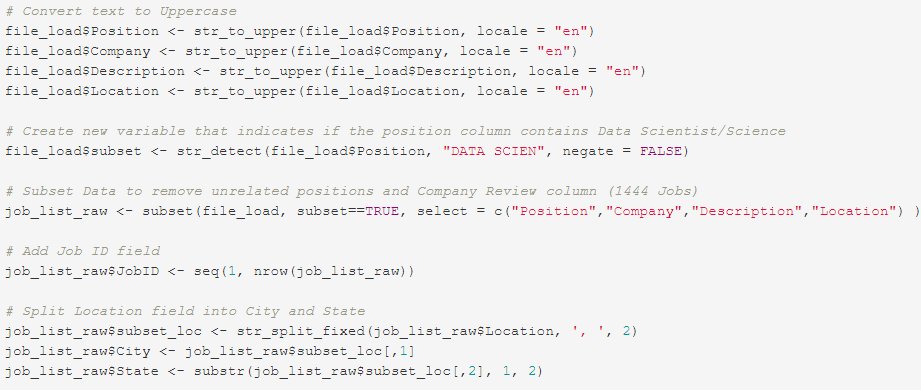 # Convert text to Uppercase
file_load$Position <- str_to_upper(file_load$Position, locale = "en")
file_load$Company <- str_to_upper(file_load$Company, locale = "en")
file_load$Description <- str_to_upper(file_load$Description, locale = "en")
file_load$Location <- str_to_upper(file_load$Location, locale = "en")
# Create new variable that indicates if the position column contains Data Scientist/Science
file_load$subset <- str_detect(file_load$Position, "DATA SCIEN", negate = FALSE)
# Subset Data to remove unrelated positions and Company Review column (1444 Jobs)
job_list_raw <- subset(file_load, subset==TRUE, select = c("Position","Company","Description","Location") )
# Add Job ID field
job_list_raw$JobID <- seq(1, nrow(job_list_raw))
# Split Location field into City and State
job_list_raw$subset_loc <- str_split_fixed(job_list_raw$Location, ', ', 2)
job_list_raw$City <- job_list_raw$subset_loc[,1]
job_list_raw$State <- substr(job_list_raw$subset_loc[,2], 1, 2)